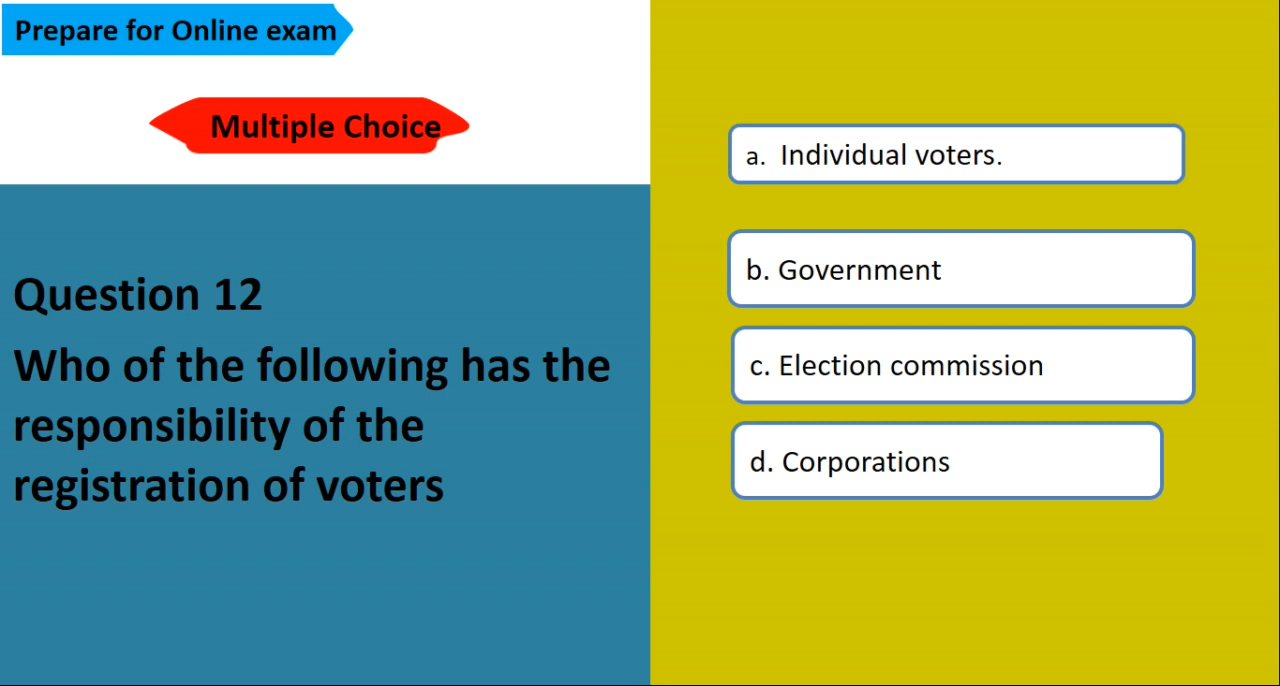 Prepare for Online exam
Multiple Choice
Question 12
Who of the following has the
responsibility of the
registration of voters
a. Individual voters.
b. Government
c. Election commission
d. Corporations